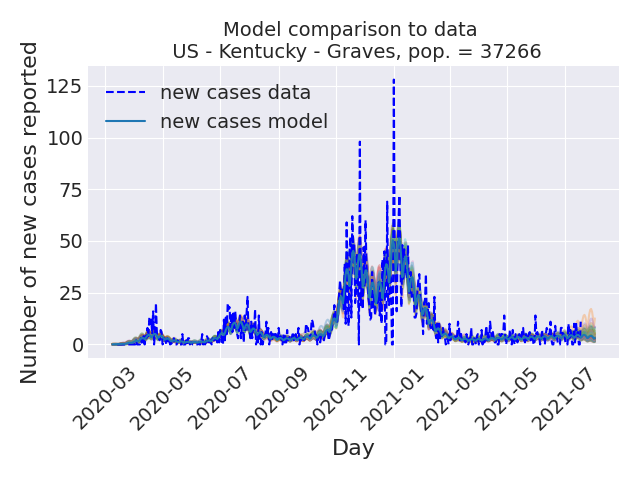 Model comparison to data
US - Kentucky - Graves, pop. = 37266
Number of new cases reported
125
100
75
50
25
0
new cases data
new cases model
2020-03
2020-05
2020-07
2020-09
2020-11
2021-01
2021-03
2021-05
2021-07
Day